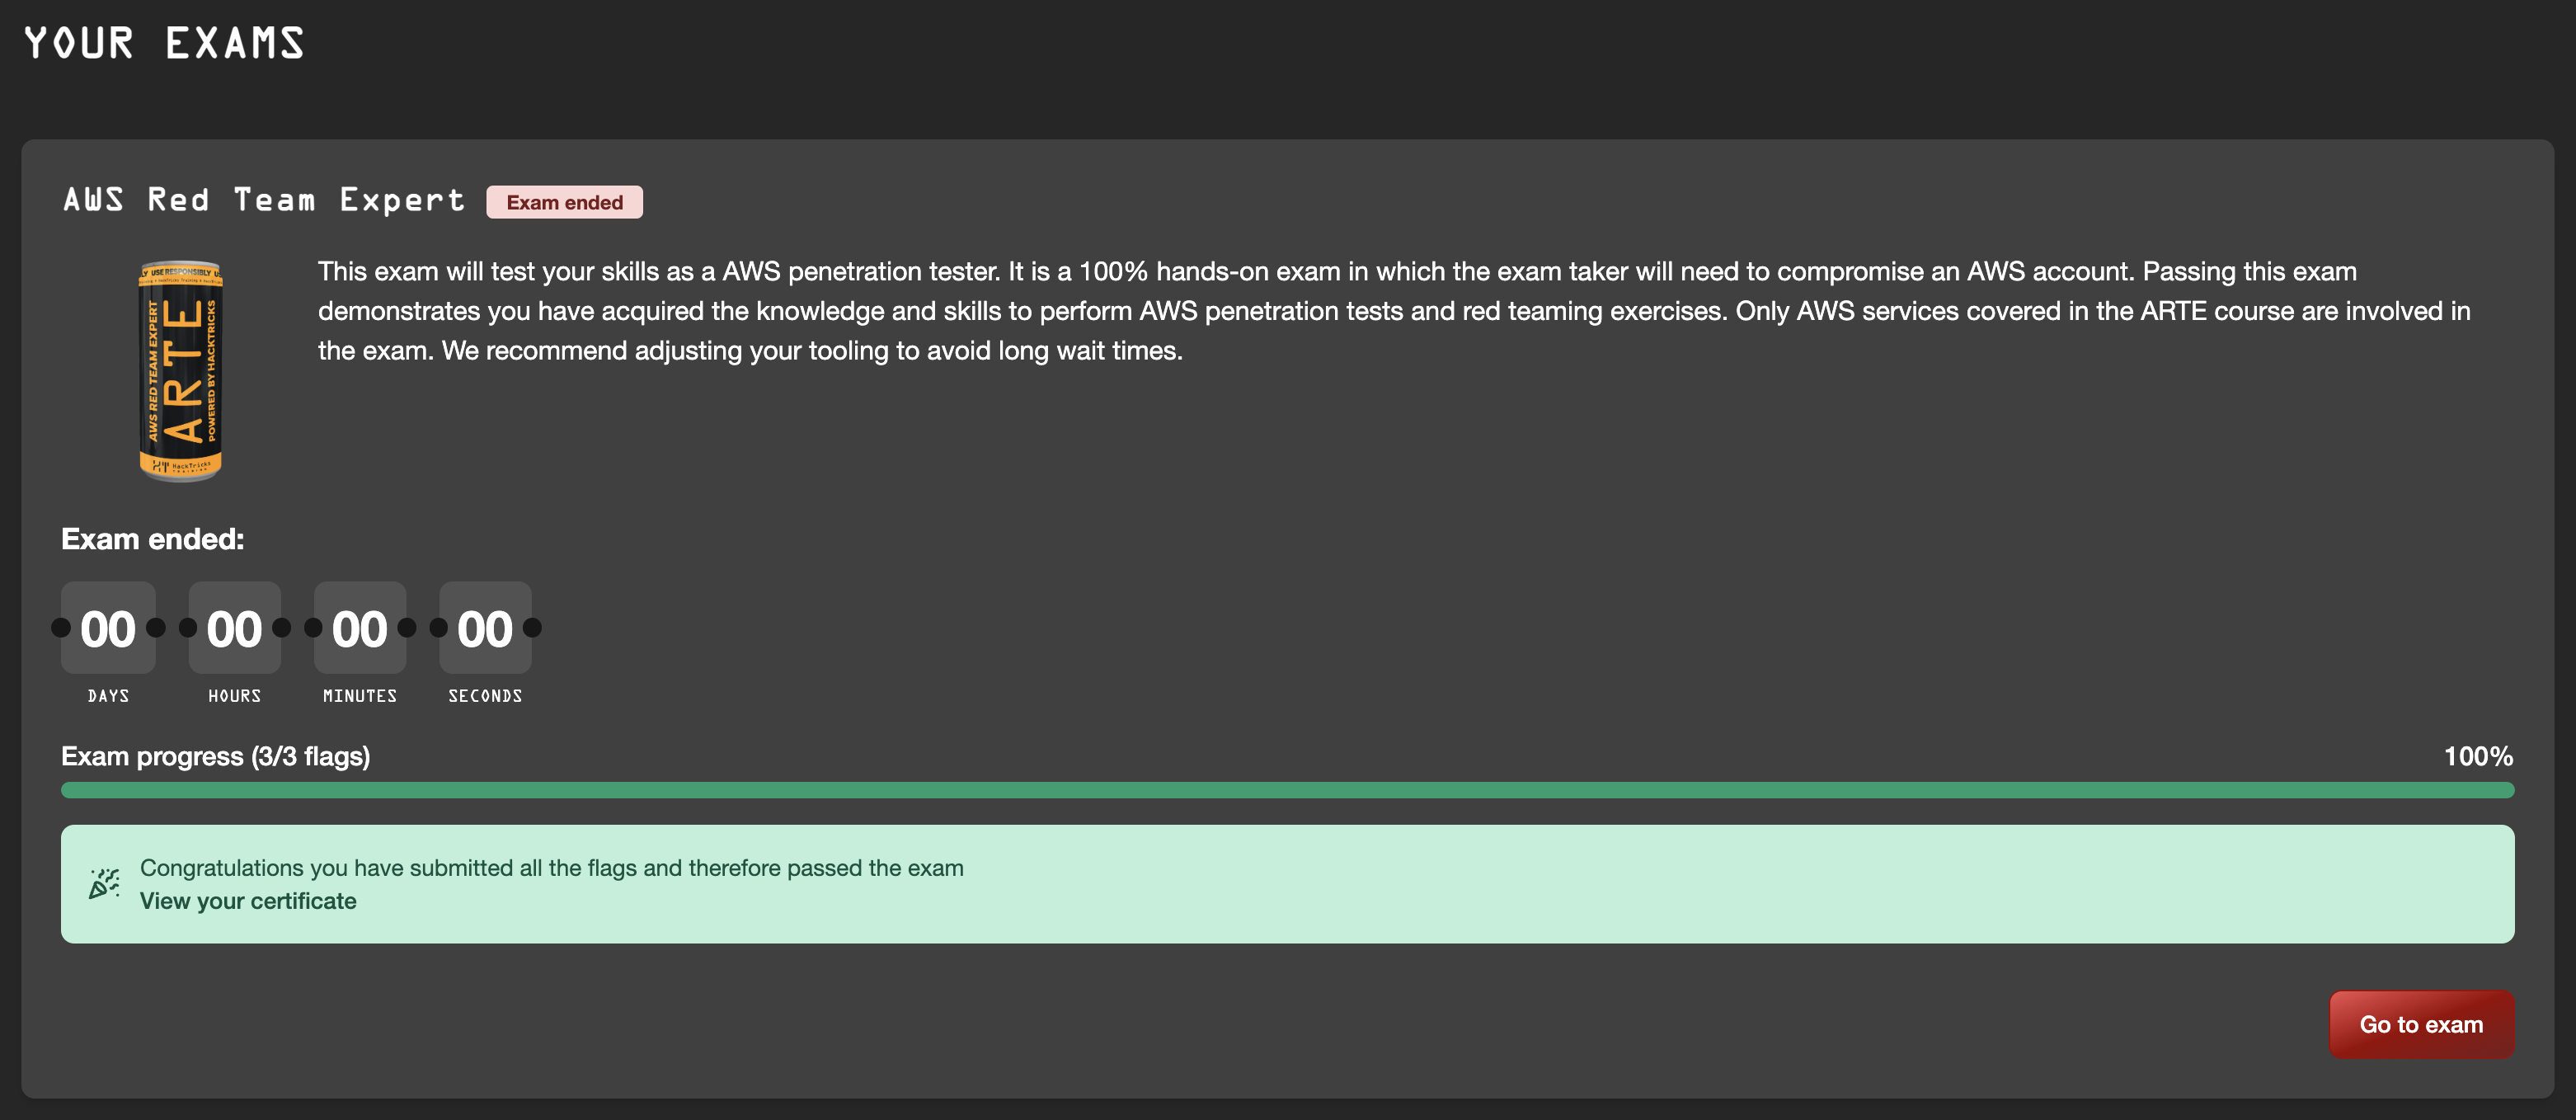 YOUR EXAMS
AWS Red Team Expert
Exam ended
LY USE RESPONSIBLY US
AWS RED TEAM EXPERT
ARTE
POWERED BY HACKTRICKS
HackTricks
TRAINING
This exam will test your skills as a AWS penetration tester. It is a 100% hands-on exam in which the exam taker will need to compromise an AWS account. Passing this exam
demonstrates you have acquired the knowledge and skills to perform AWS penetration tests and red teaming exercises. Only AWS services covered in the ARTE course are involved in
the exam. We recommend adjusting your tooling to avoid long wait times.
Exam ended:
00 00 00 00
DAYS HOURS MINUTES SECONDS
Exam progress (3/3 flags) 100%
Congratulations you have submitted all the flags and therefore passed the exam
View your certificate
Go to exam